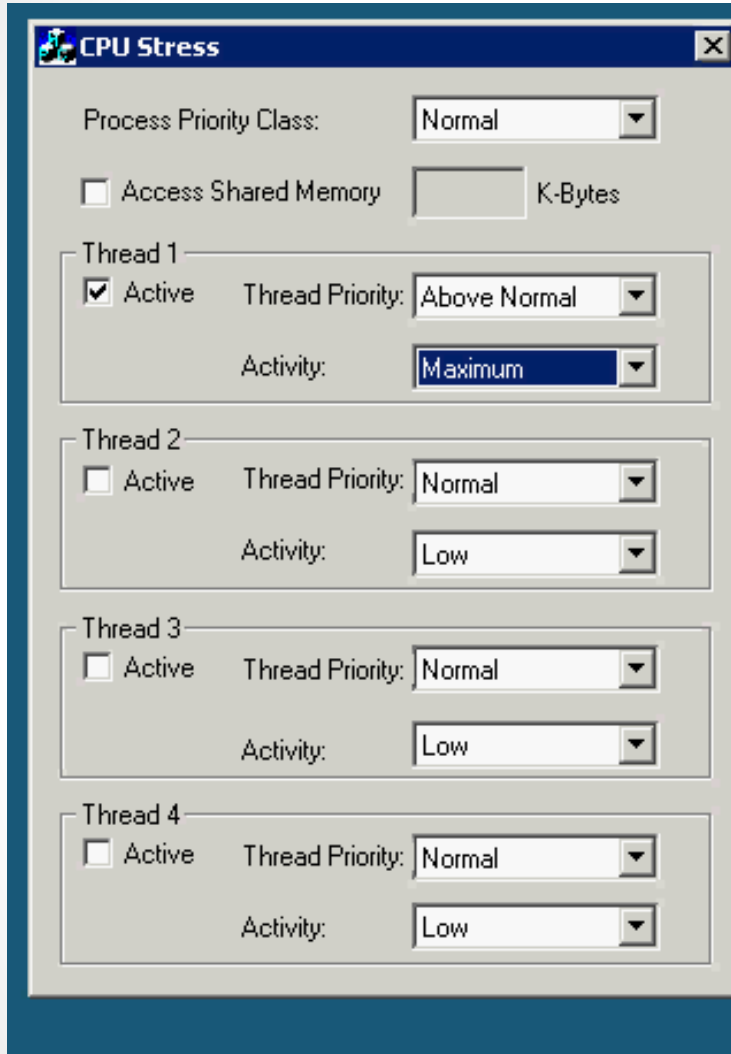 CPU Stress
Process Priority Class: Normal
Access Shared Memory K-Bytes
Thread 1
Active Thread Priority: Above Normal
Activity: Maximum
Thread 2
Active Thread Priority: Normal
Activity: Low
Thread 3
Active Thread Priority: Normal
Activity: Low
Thread 4
Active Thread Priority: Normal
Activity: Low